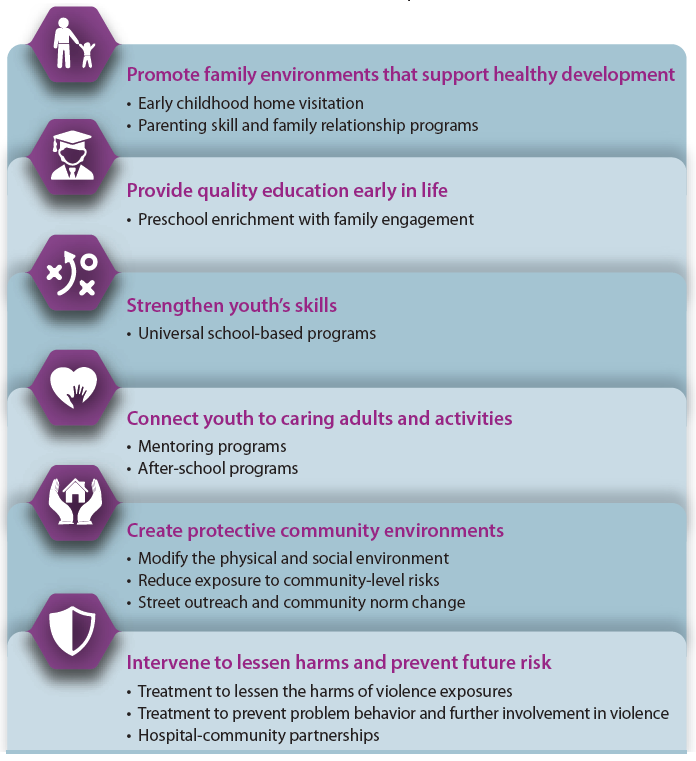 Promote family environments that support healthy development
• Early childhood home visitation
• Parenting skill and family relationship programs
Provide quality education early in life
• Preschool enrichment with family engagement
Strengthen youth's skills
• Universal school-based programs
Connect youth to caring adults and activities
• Mentoring programs
• After-school programs
Create protective community environments
• Modify the physical and social environment
• Reduce exposure to community-level risks
• Street outreach and community norm change
Intervene to lessen harms and prevent future risk
• Treatment to lessen the harms of violence exposures
• Treatment to prevent problem behavior and further involvement in violence
• Hospital-community partnerships